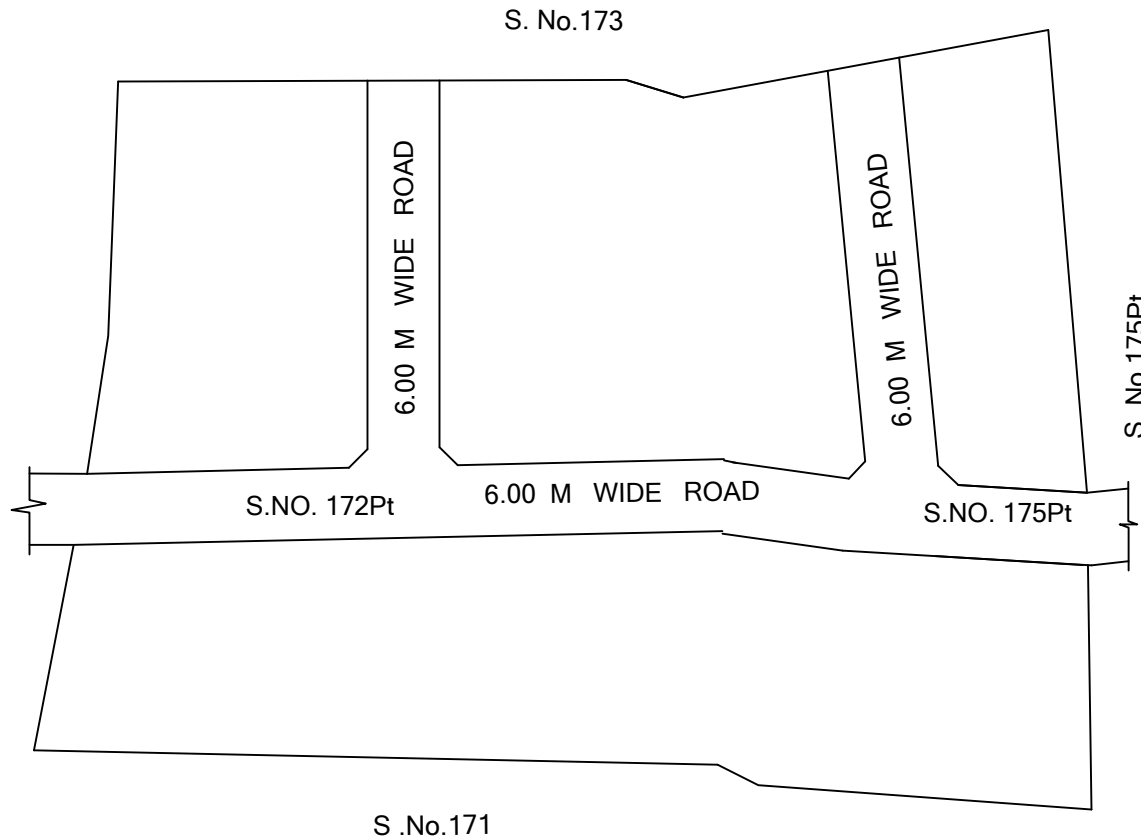 S. No.173
6.00 M WIDE ROAD
6.00 M WIDE ROAD
S. No.175Pt
6.00 M WIDE ROAD
S.NO. 172Pt
S.NO. 175Pt
S .No.171